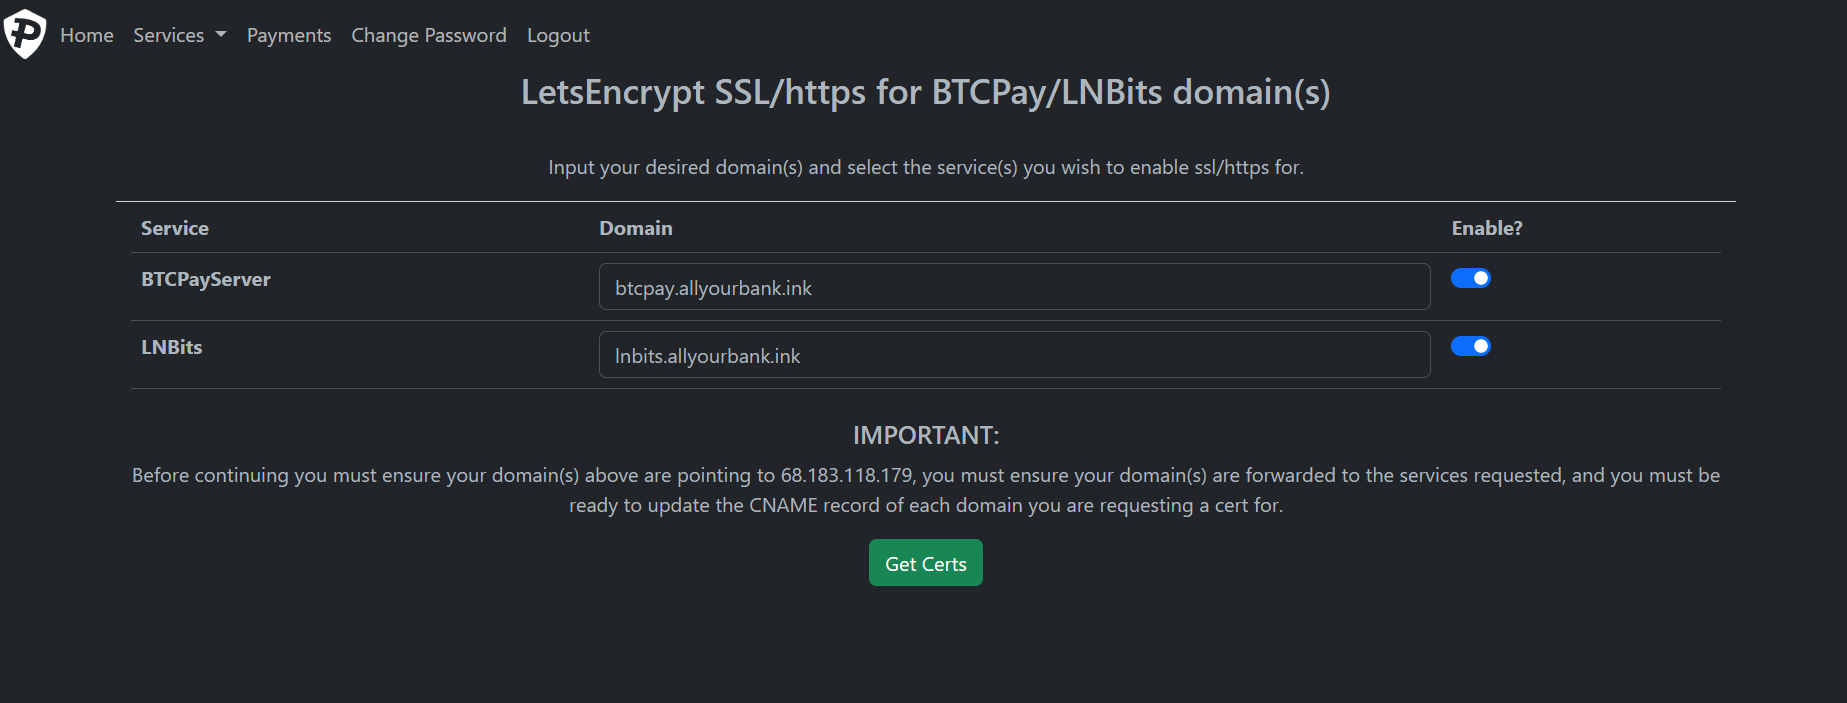 Home Services Payments Change Password Logout
LetsEncrypt SSL/https for BTCPay/LNBits domain(s)
Input your desired domain(s) and select the service(s) you wish to enable ssl/https for.
Service Domain Enable?
BTCPayServer btcpay.allyourbank.ink
LNBits lnbits.allyourbank.ink
IMPORTANT:
Before continuing you must ensure your domain(s) above are pointing to 68.183.118.179, you must ensure your domain(s) are forwarded to the services requested, and you must be
ready to update the CNAME record of each domain you are requesting a cert for.
Get Certs